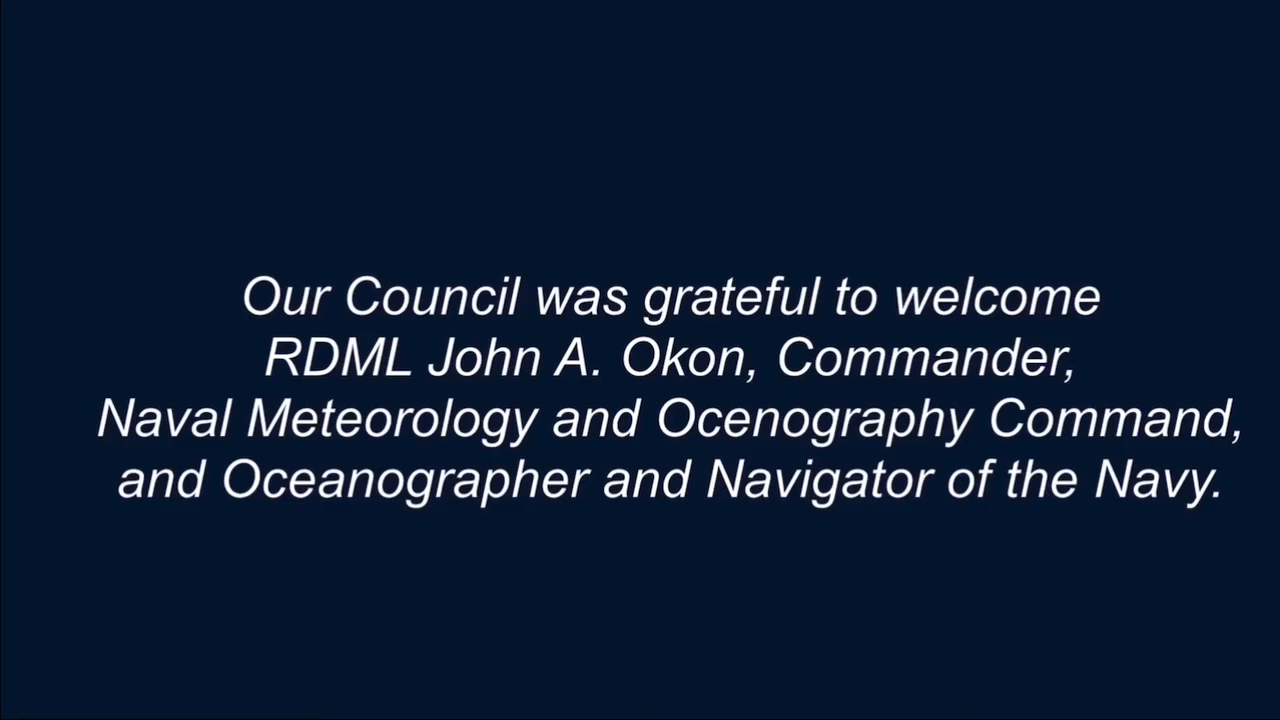 Our Council was grateful to welcome
RDML John A. Okon, Commander,
Naval Meteorology and Ocenography Command,
and Oceanographer and Navigator of the Navy.